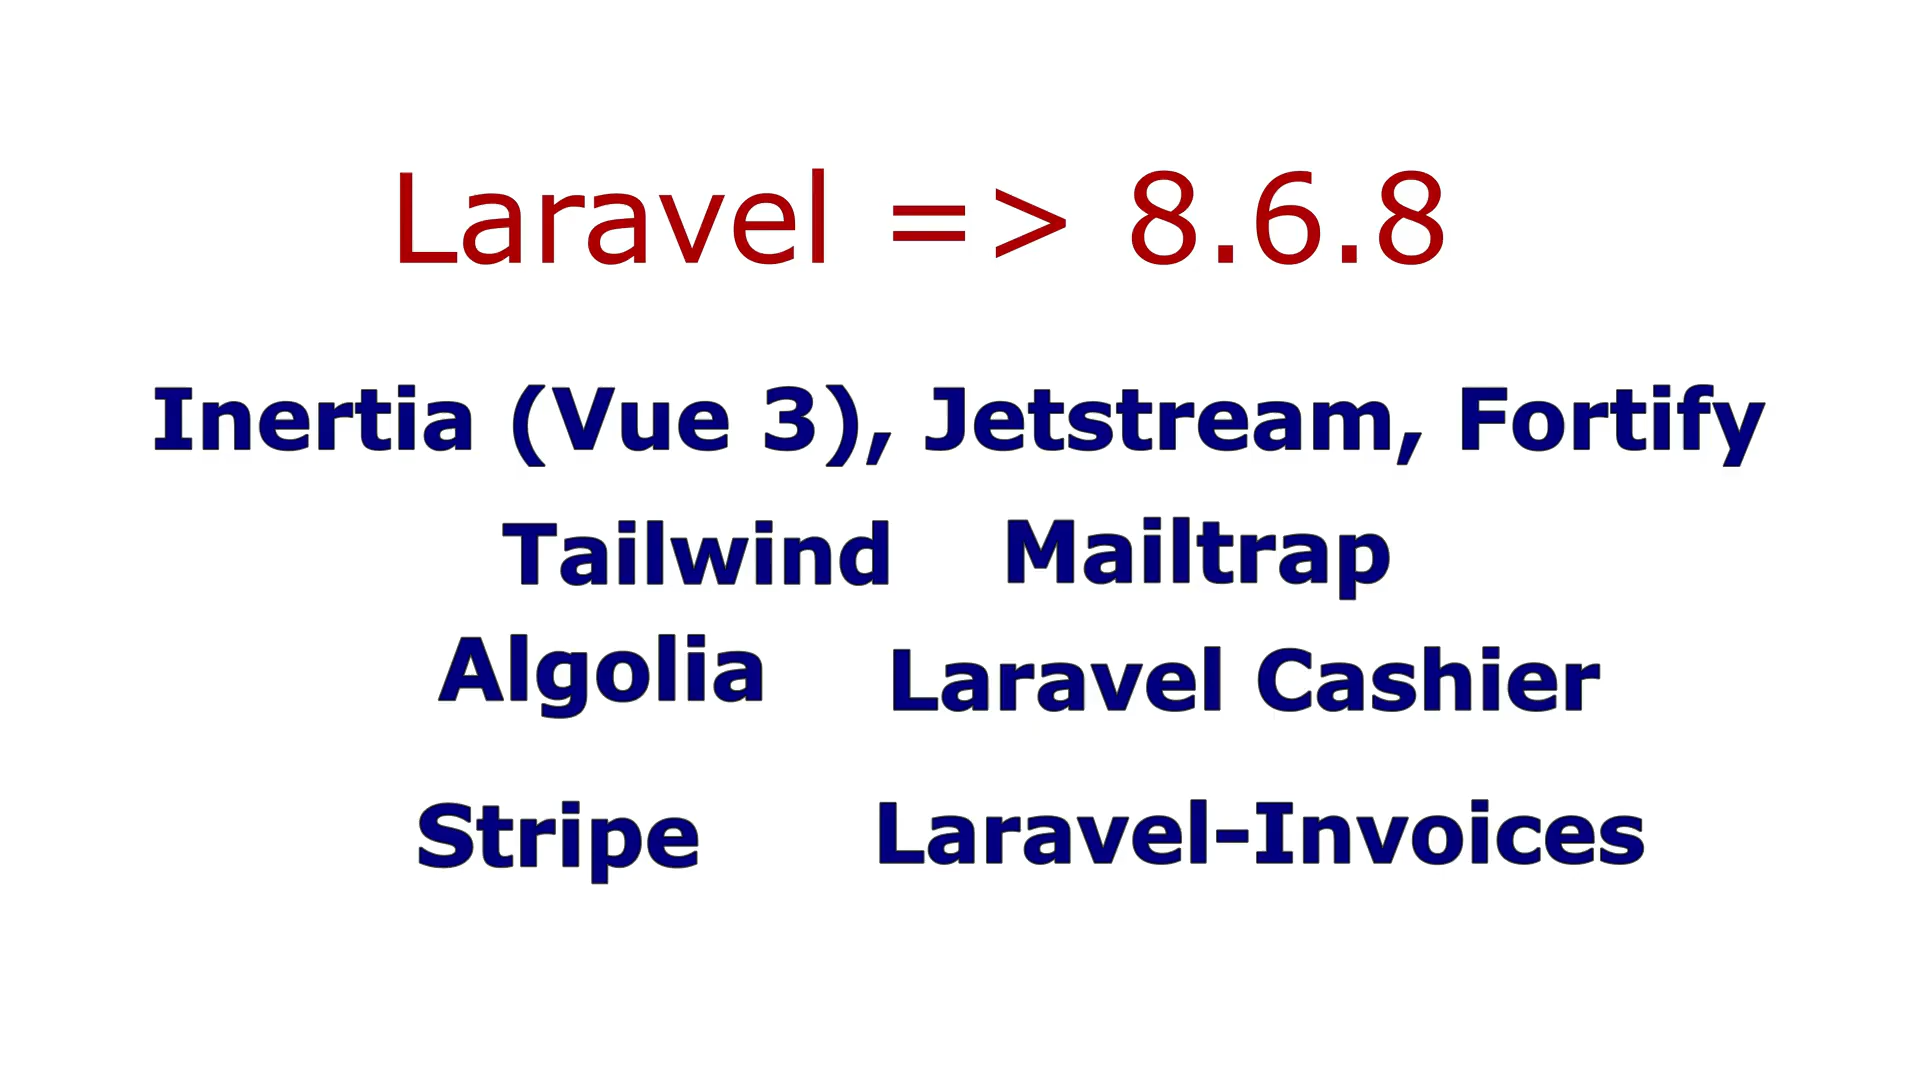 Laravel => 8.6.8
Inertia (Vue 3), Jetstream, Fortify
Tailwind Mailtrap
Algolia Laravel Cashier
Stripe Laravel-Invoices